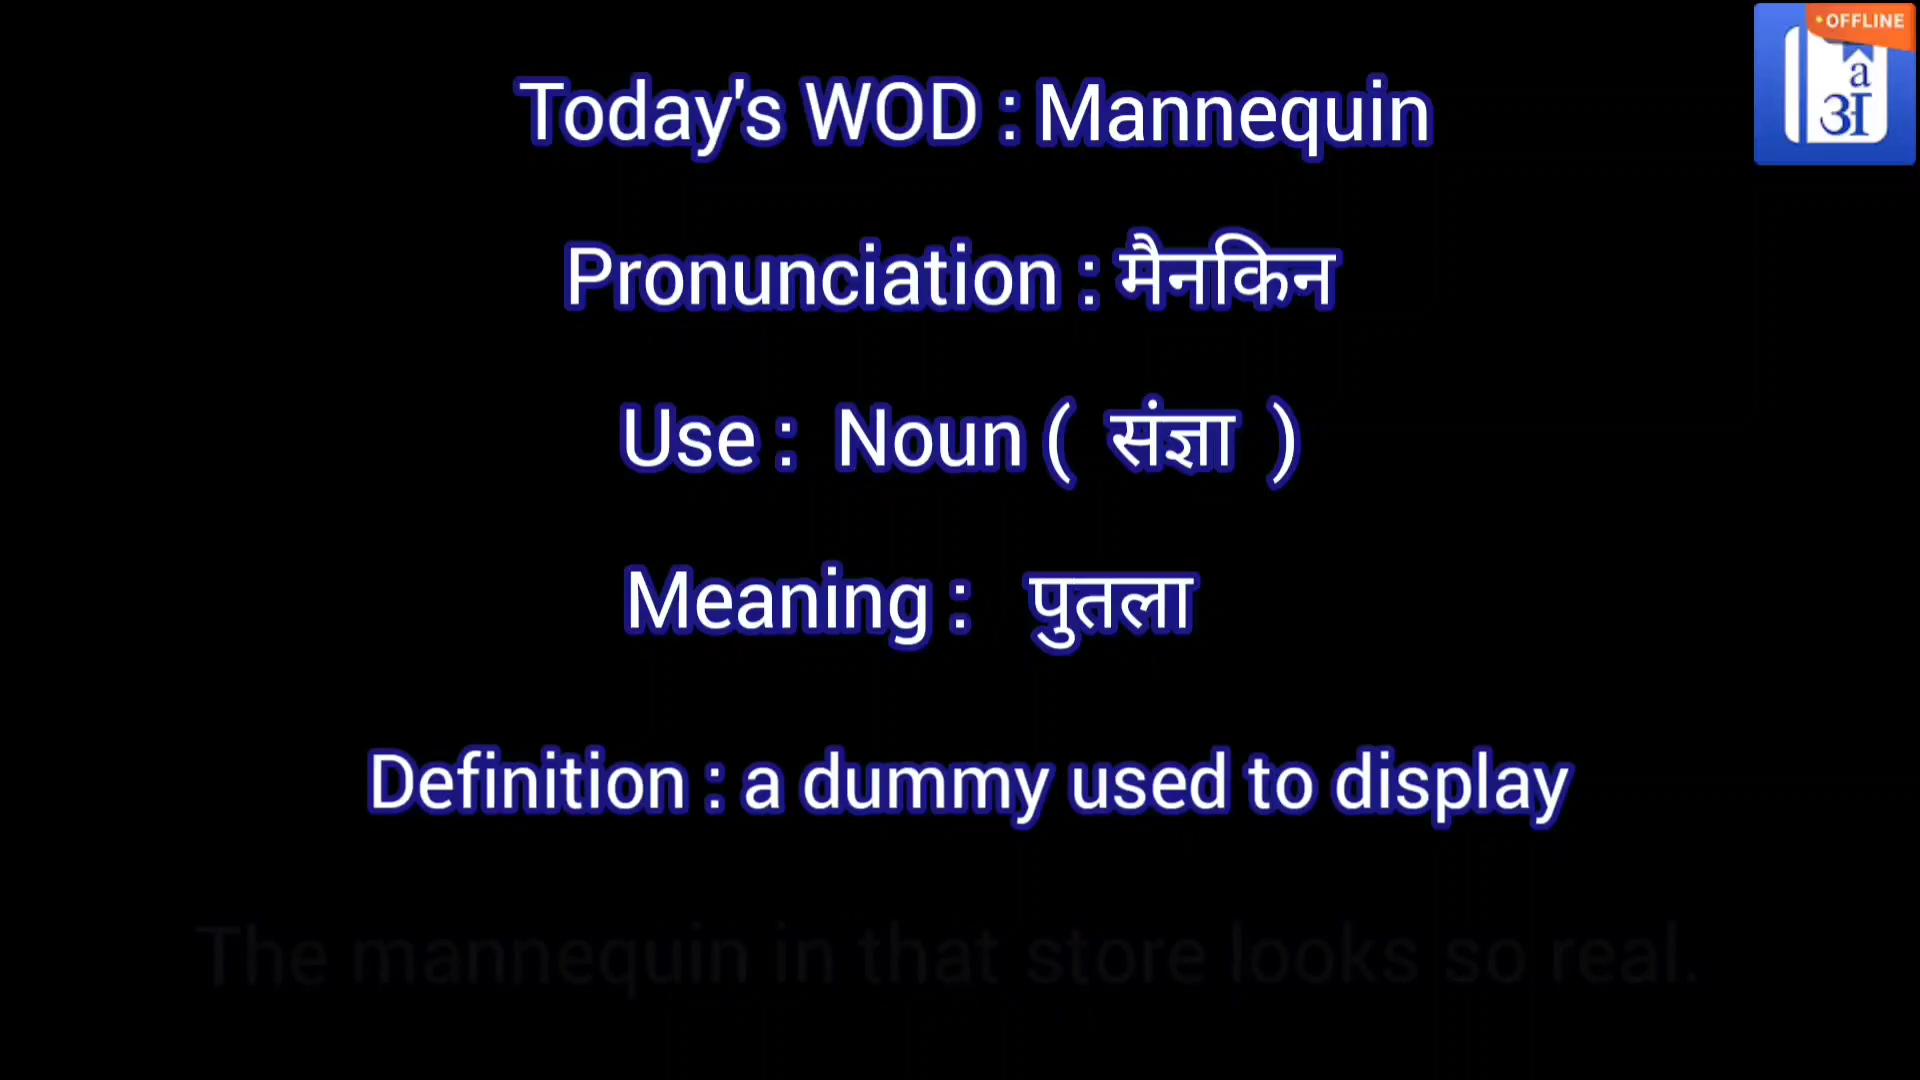 • OFFLINE
a
अ
Today's WOD : Mannequin
Pronunciation : मैनकिन
Use : Noun ( संज्ञा )
Meaning : पुतला
Definition : a dummy used to display
The mannequin in that store looks so real.